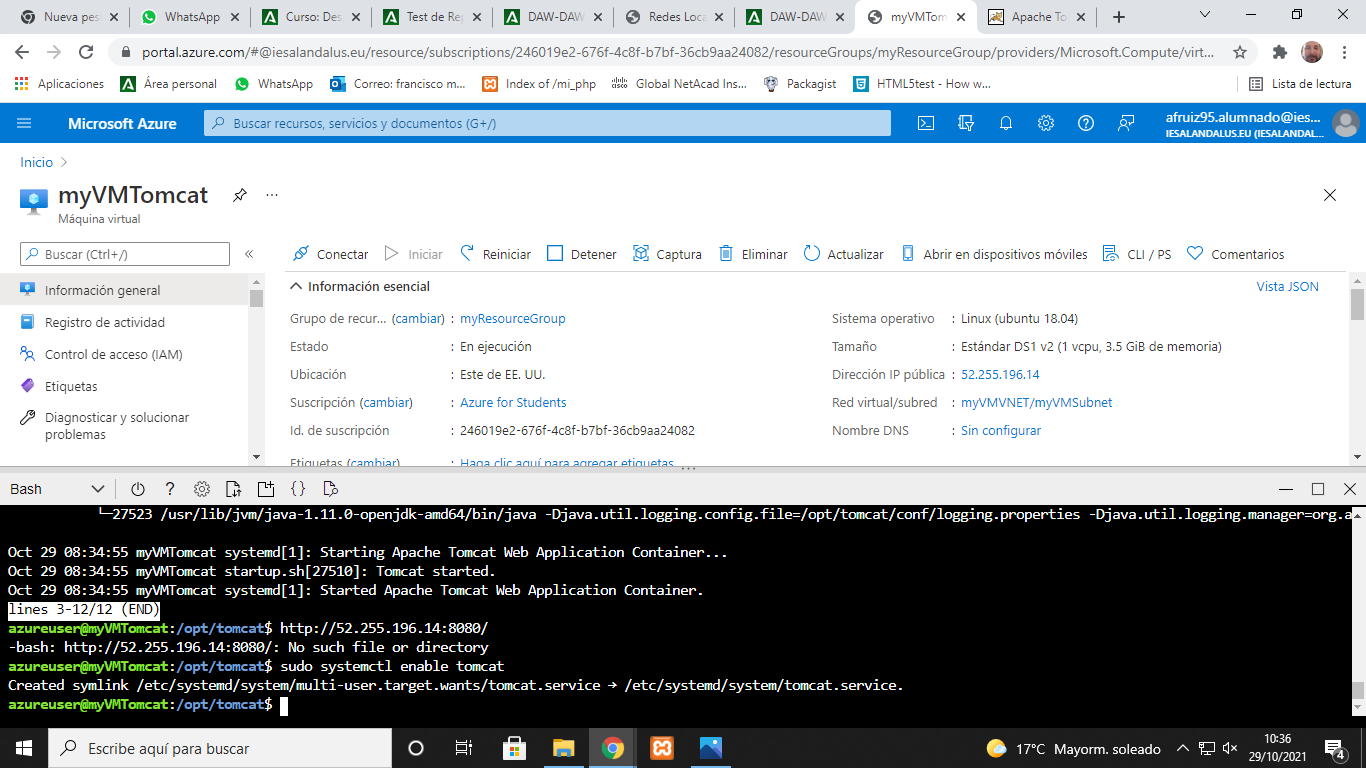 Nueva pes
WhatsApp
Curso: Des
Test de Rep
DAW-DAW
Redes Loca
DAW-DAW
myVMTom
Apache To
portal.azure.com/#@iesalandalus.eu/resource/subscriptions/246019e2-676f-4c8f-b7bf-36cb9aa24082/resourceGroups/myResourceGroup/providers/Microsoft.Compute/virt...
Aplicaciones
Área personal
WhatsApp
Correo: francisco m...
Index of /mi_php
Global NetAcad Ins...
Packagist
HTML5test - How w...
Lista de lectura
Microsoft Azure
Buscar recursos, servicios y documentos (G+/)
afruiz95.alumnado@ies...
IESALANDALUS.EU (IESALANDAL...
Inicio
myVMTomcat
Máquina virtual
Buscar (Ctrl+/)
Conectar
Iniciar
Reiniciar
Detener
Captura
Eliminar
Actualizar
Abrir en dispositivos móviles
CLI / PS
Comentarios
Información general
Registro de actividad
Control de acceso (IAM)
Etiquetas
Diagnosticar y solucionar
problemas
Información esencial
Vista JSON
Grupo de recur... (cambiar) : myResourceGroup
Estado : En ejecución
Ubicación : Este de EE. UU.
Suscripción (cambiar) : Azure for Students
Id. de suscripción : 246019e2-676f-4c8f-b7bf-36cb9aa24082
Sistema operativo : Linux (ubuntu 18.04)
Tamaño : Estándar DS1 v2 (1 vcpu, 3.5 GiB de memoria)
Dirección IP pública : 52.255.196.14
Red virtual/subred : myVMVNET/myVMSubnet
Nombre DNS : Sin configurar
Etiquetas (cambiar) : Haga clic aquí para agregar etiquetas
Bash
└─27523 /usr/lib/jvm/java-1.11.0-openjdk-amd64/bin/java -Djava.util.logging.config.file=/opt/tomcat/conf/logging.properties -Djava.util.logging.manager=org.a
Oct 29 08:34:55 myVMTomcat systemd[1]: Starting Apache Tomcat Web Application Container...
Oct 29 08:34:55 myVMTomcat startup.sh[27510]: Tomcat started.
Oct 29 08:34:55 myVMTomcat systemd[1]: Started Apache Tomcat Web Application Container.
lines 3-12/12 (END)
azureuser@myVMTomcat:/opt/tomcat$ http://52.255.196.14:8080/
-bash: http://52.255.196.14:8080/: No such file or directory
azureuser@myVMTomcat:/opt/tomcat$ sudo systemctl enable tomcat
Created symlink /etc/systemd/system/multi-user.target.wants/tomcat.service → /etc/systemd/system/tomcat.service.
azureuser@myVMTomcat:/opt/tomcat$
Escribe aquí para buscar
17°C Mayorm. soleado
10:36
29/10/2021
4